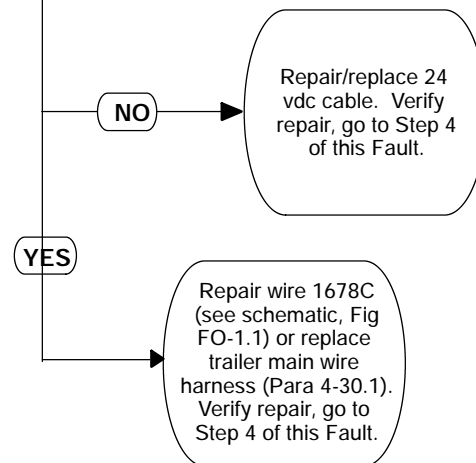 NO
Repair/replace 24
vdc cable. Verify
repair, go to Step 4
of this Fault.
YES
Repair wire 1678C
(see schematic, Fig
FO-1.1) or replace
trailer main wire
harness (Para 4-30.1).
Verify repair, go to
Step 4 of this Fault.